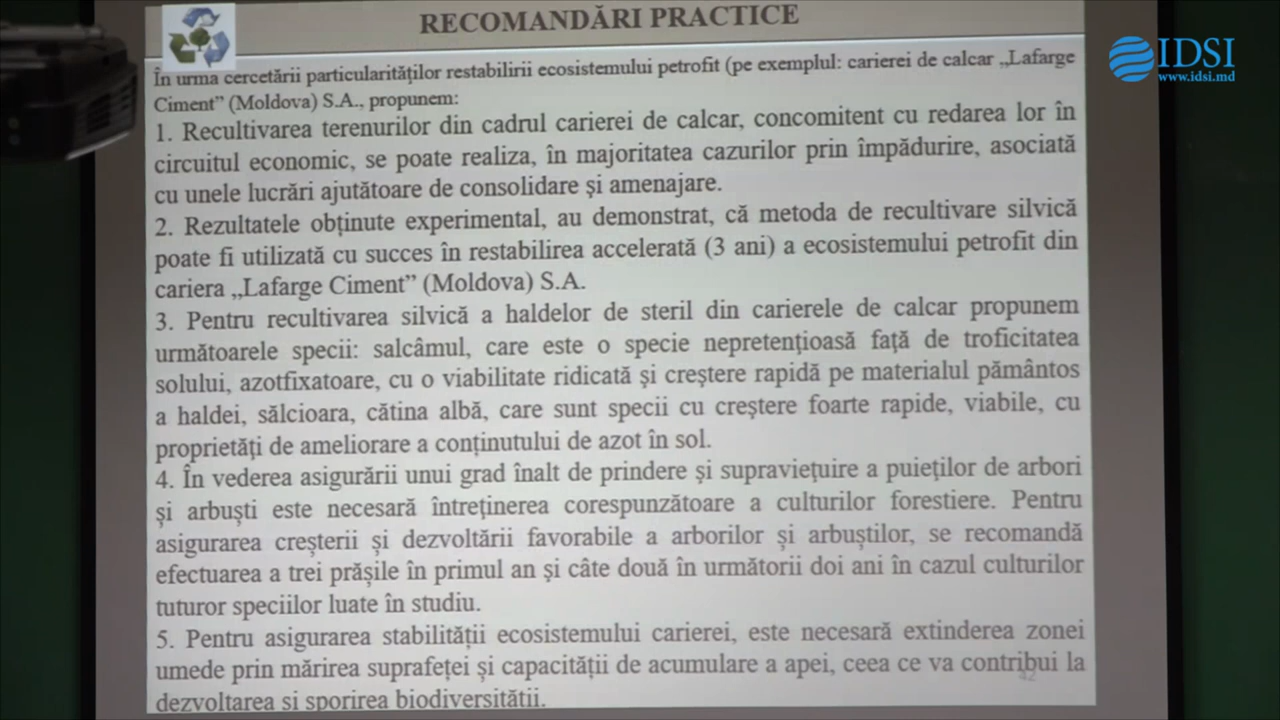 RECOMANDĂRI PRACTICE
IDSI
www.idsi.md
În urma cercetării particularităților restabilirii ecosistemului petrofit (pe exemplul: carierei de calcar „Lafarge
Ciment” (Moldova) S.A., propunem:
1. Recultivarea terenurilor din cadrul carierei de calcar, concomitent cu redarea lor în
circuitul economic, se poate realiza, în majoritatea cazurilor prin împădurire, asociată
cu unele lucrări ajutătoare de consolidare și amenajare.
2. Rezultatele obținute experimental, au demonstrat, că metoda de recultivare silvică
poate fi utilizată cu succes în restabilirea accelerată (3 ani) a ecosistemului petrofit din
cariera „Lafarge Ciment” (Moldova) S.A.
3. Pentru recultivarea silvică a haldelor de steril din carierele de calcar propunem
următoarele specii: salcâmul, care este o specie nepretențioasă față de troficitatea
solului, azotfixatoare, cu o viabilitate ridicată și creștere rapidă pe materialul pământos
a haldei, sălcioara, cătina albă, care sunt specii cu creștere foarte rapide, viabile, cu
proprietăți de ameliorare a conținutului de azot în sol.
4. În vederea asigurării unui grad înalt de prindere și supraviețuire a puieților de arbori
și arbuști este necesară întreținerea corespunzătoare a culturilor forestiere. Pentru
asigurarea creșterii și dezvoltării favorabile a arborilor și arbuștilor, se recomandă
efectuarea a trei prășile în primul an și câte două în următorii doi ani în cazul culturilor
tuturor speciilor luate în studiu.
5. Pentru asigurarea stabilității ecosistemului carierei, este necesară extinderea zonei
umede prin mărirea suprafeței și capacității de acumulare a apei, ceea ce va contribui la
dezvoltarea si sporirea biodiversității.
42